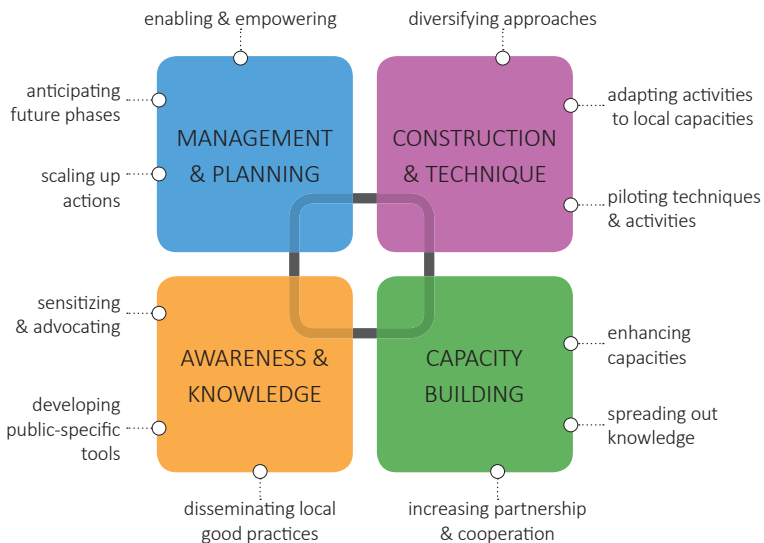 enabling & empowering
diversifying approaches
anticipating
future phases
scaling up
actions
MANAGEMENT
& PLANNING
CONSTRUCTION
& TECHNIQUE
adapting activities
to local capacities
piloting techniques
& activities
sensitizing
& advocating
developing
public-specific
tools
AWARENESS &
KNOWLEDGE
CAPACITY
BUILDING
enhancing
capacities
spreading out
knowledge
disseminating local
good practices
increasing partnership
& cooperation